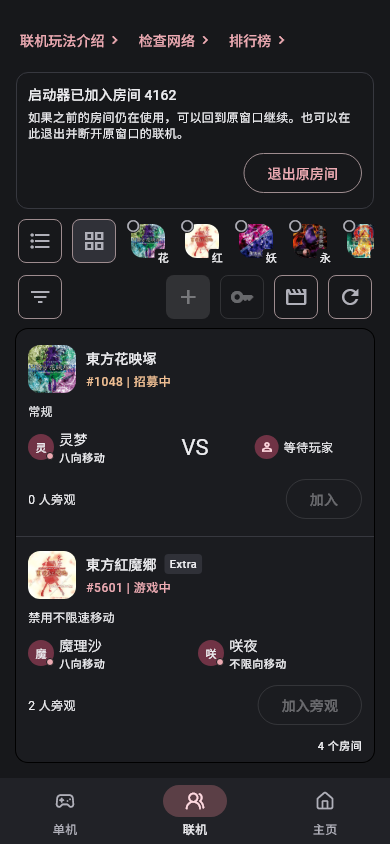 联机玩法介绍
检查网络
排行榜
启动器已加入房间 4162
如果之前的房间仍在使用，可以回到原窗口继续。也可以在
此退出并断开原窗口的联机。
退出原房间
花
红
妖
永
東方花映塚
#1048 | 招募中
常规
灵
灵梦
八向移动
VS
等待玩家
0 人旁观
加入
東方紅魔郷
Extra
#5601 | 游戏中
禁用不限速移动
魔
魔理沙
八向移动
咲
咲夜
不限向移动
2 人旁观
加入旁观
4 个房间
单机
联机
主页